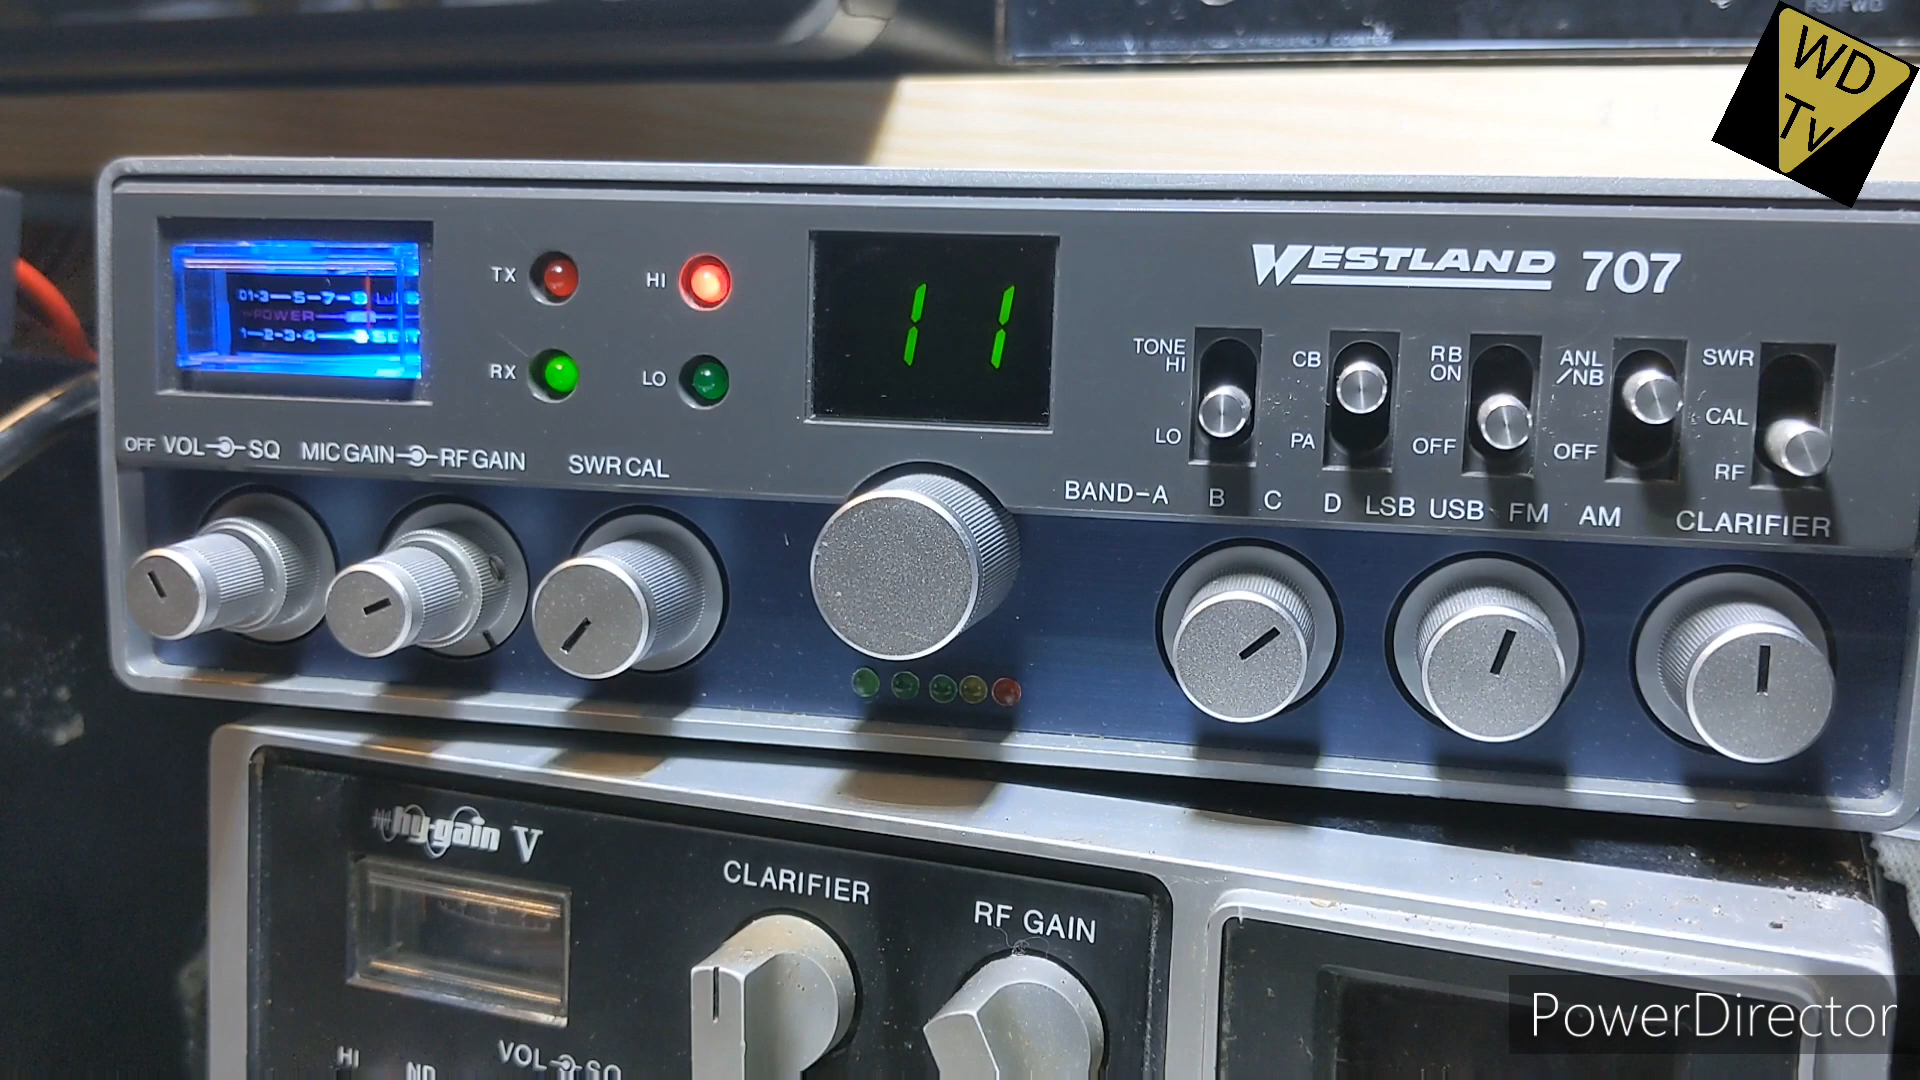 WD
Tv
WESTLAND 707
TX
HI
RX
LO
11
TONE
HI
LO
CB
PA
RB
ON
OFF
ANL
/NB
OFF
SWR
CAL
RF
-POWER
OFF VOL SQ
MIC GAIN RF GAIN
SWR CAL
BAND-A B C D
LSB USB FM AM
CLARIFIER
hy-gain V
CLARIFIER
RF GAIN
HI
VOL SQ
PowerDirector